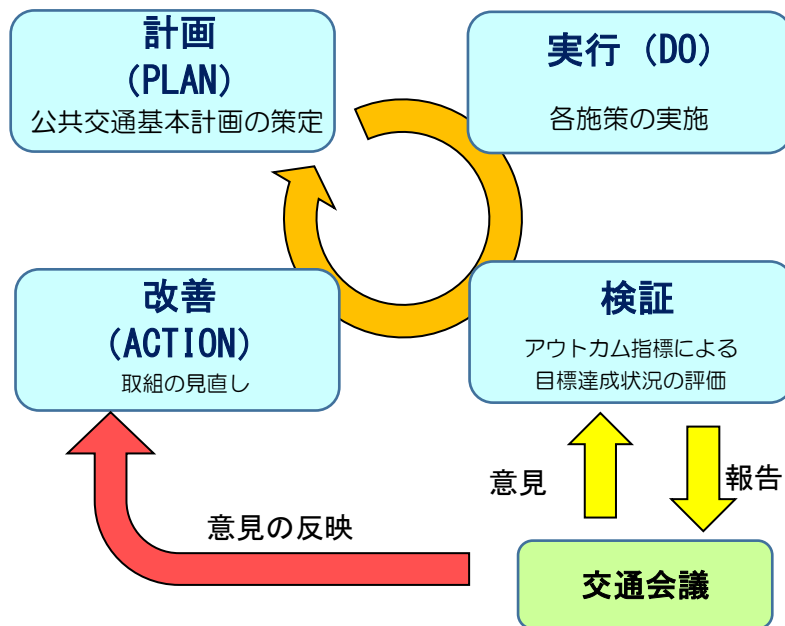 計画
(PLAN)
公共交通基本計画の策定
実行 (DO)
各施策の実施
改善
(ACTION)
取組の見直し
検証
アウトカム指標による
目標達成状況の評価
意見
報告
意見の反映
交通会議